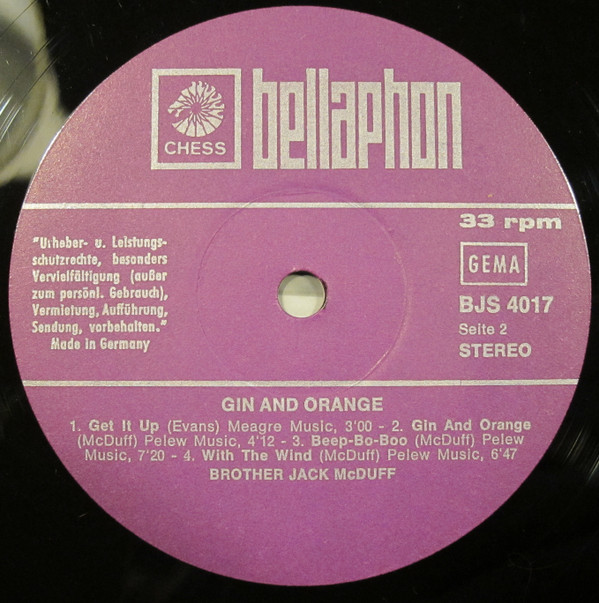 CHESS
bellaphon
33 rpm
"Urheber- u. Leistungs-
schutzrechte, besonders
Vervielfältigung (außer
zum persönl. Gebrauch),
Vermietung, Aufführung,
Sendung, vorbehalten."
Made in Germany
GEMA
BJS 4017
Seite 2
STEREO
GIN AND ORANGE
1. Get It Up (Evans) Meagre Music, 3'00 - 2. Gin And Orange
(McDuff) Pelew Music, 4'12 - 3. Beep-Bo-Boo (McDuff) Pelew
Music, 7'20 - 4. With The Wind (McDuff) Pelew Music, 6'47
BROTHER JACK McDUFF